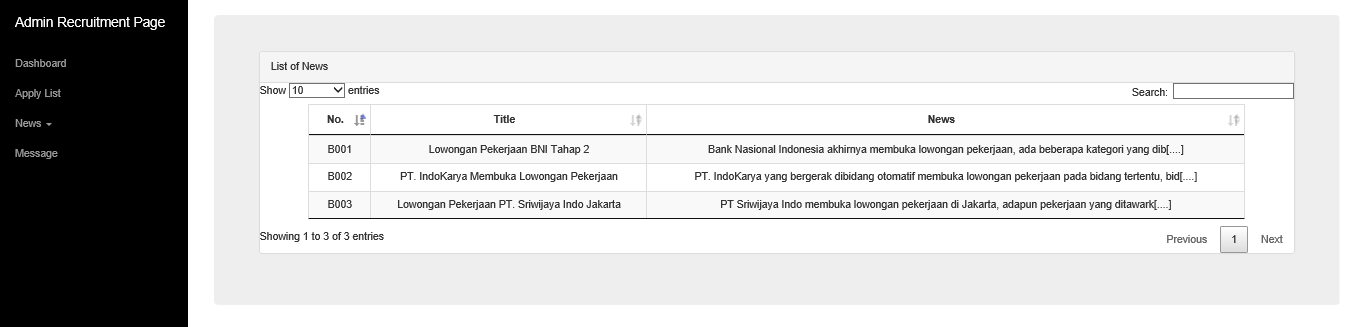 Admin Recruitment Page
Dashboard
Apply List
News
Message
List of News
Show 10 entries
Search:
No. Title News
B001 Lowongan Pekerjaan BNI Tahap 2 Bank Nasional Indonesia akhirnya membuka lowongan pekerjaan, ada beberapa kategori yang dib[....]
B002 PT. IndoKarya Membuka Lowongan Pekerjaan PT. IndoKarya yang bergerak dibidang otomatif membuka lowongan pekerjaan pada bidang tertentu, bid[....]
B003 Lowongan Pekerjaan PT. Sriwijaya Indo Jakarta PT Sriwijaya Indo membuka lowongan pekerjaan di Jakarta, adapun pekerjaan yang ditawark[....]
Showing 1 to 3 of 3 entries
Previous 1 Next